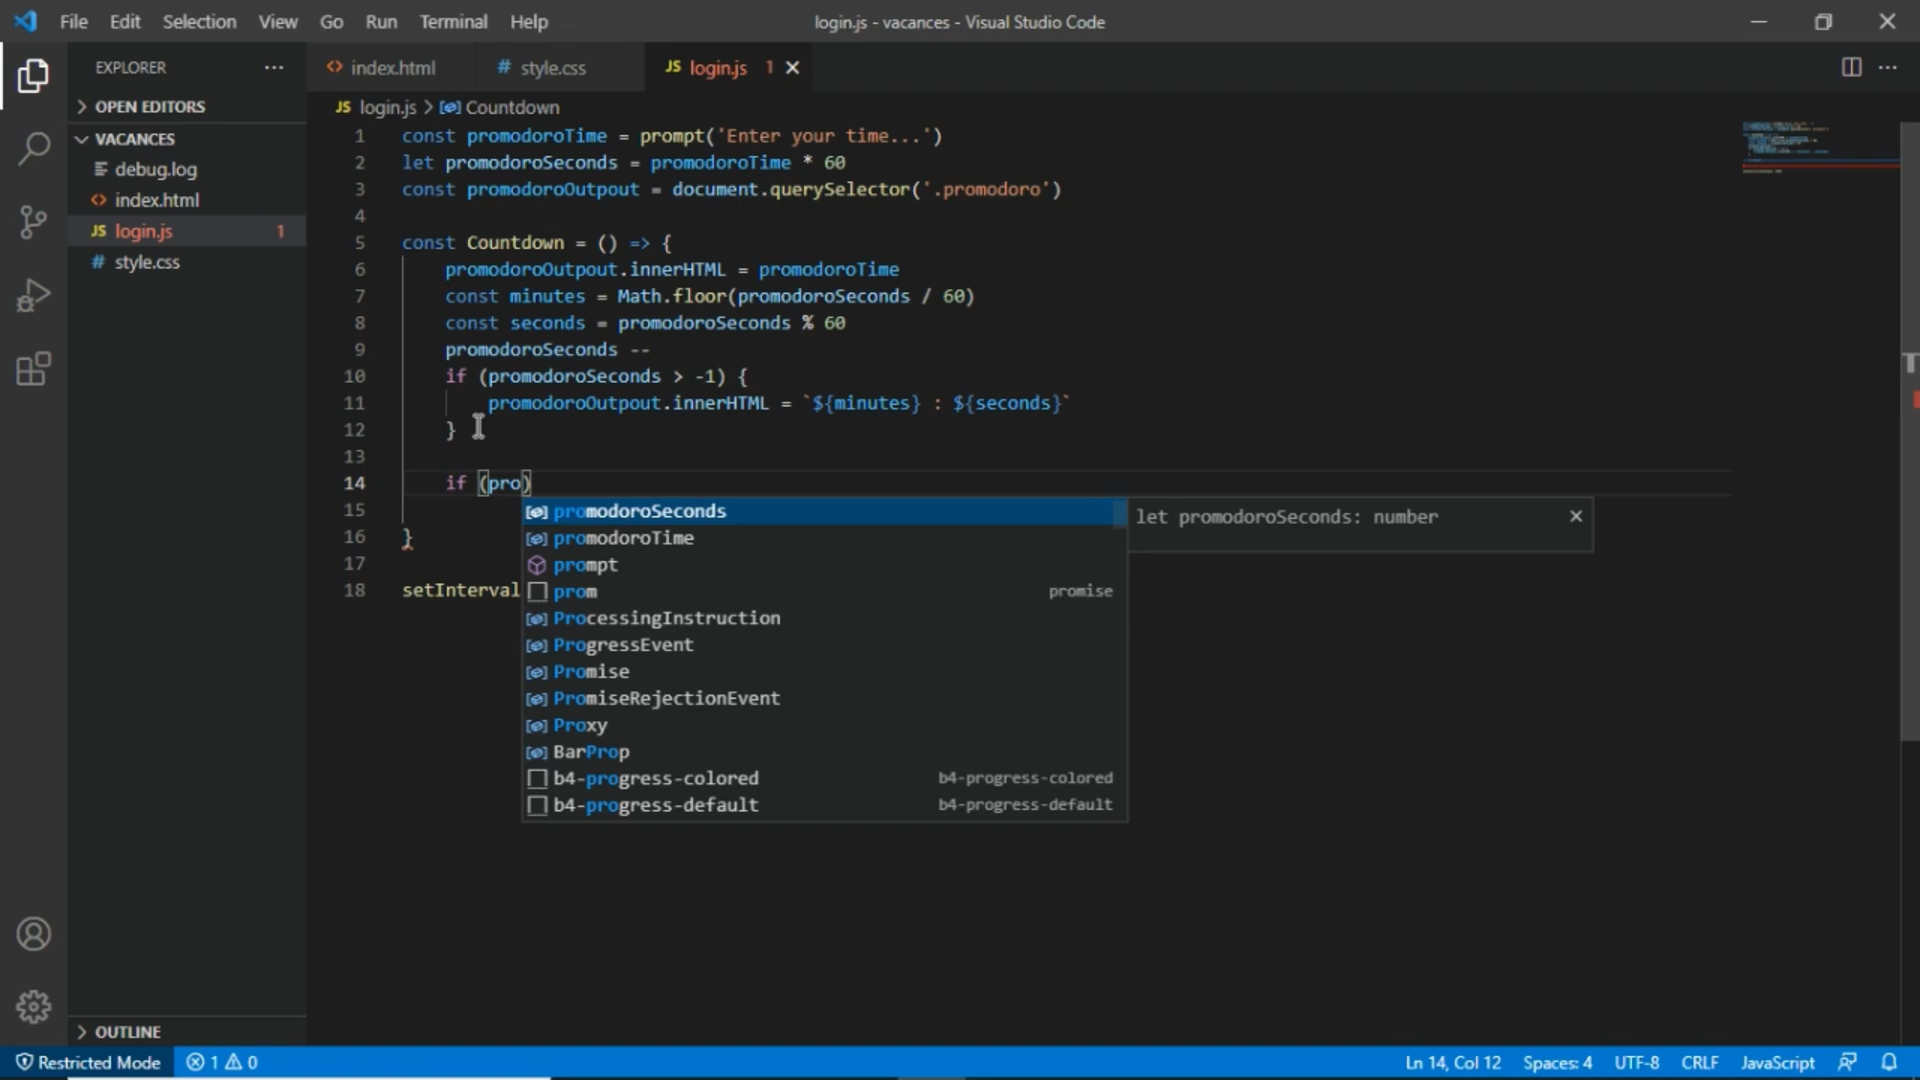 File Edit Selection View Go Run Terminal Help
login.js - vacances - Visual Studio Code
EXPLORER
OPEN EDITORS
VACANCES
debug.log
index.html
JS login.js 1
# style.css
OUTLINE
<> index.html
# style.css
JS login.js 1
JS login.js > Countdown
1 const promodoroTime = prompt('Enter your time...')
2 let promodoroSeconds = promodoroTime * 60
3 const promodoroOutpout = document.querySelector('.promodoro')
4
5 const Countdown = () => {
6 promodoroOutpout.innerHTML = promodoroTime
7 const minutes = Math.floor(promodoroSeconds / 60)
8 const seconds = promodoroSeconds % 60
9 promodoroSeconds --
10 if (promodoroSeconds > -1) {
11 promodoroOutpout.innerHTML = `${minutes} : ${seconds}`
12 }
13
14 if (pro)
15
16 }
17
18 setInterval
promodoroSeconds
let promodoroSeconds: number
promodoroTime
prompt
prom promise
ProcessingInstruction
ProgressEvent
Promise
PromiseRejectionEvent
Proxy
BarProp
b4-progress-colored b4-progress-colored
b4-progress-default b4-progress-default
Restricted Mode 1 0
Ln 14, Col 12 Spaces: 4 UTF-8 CRLF JavaScript